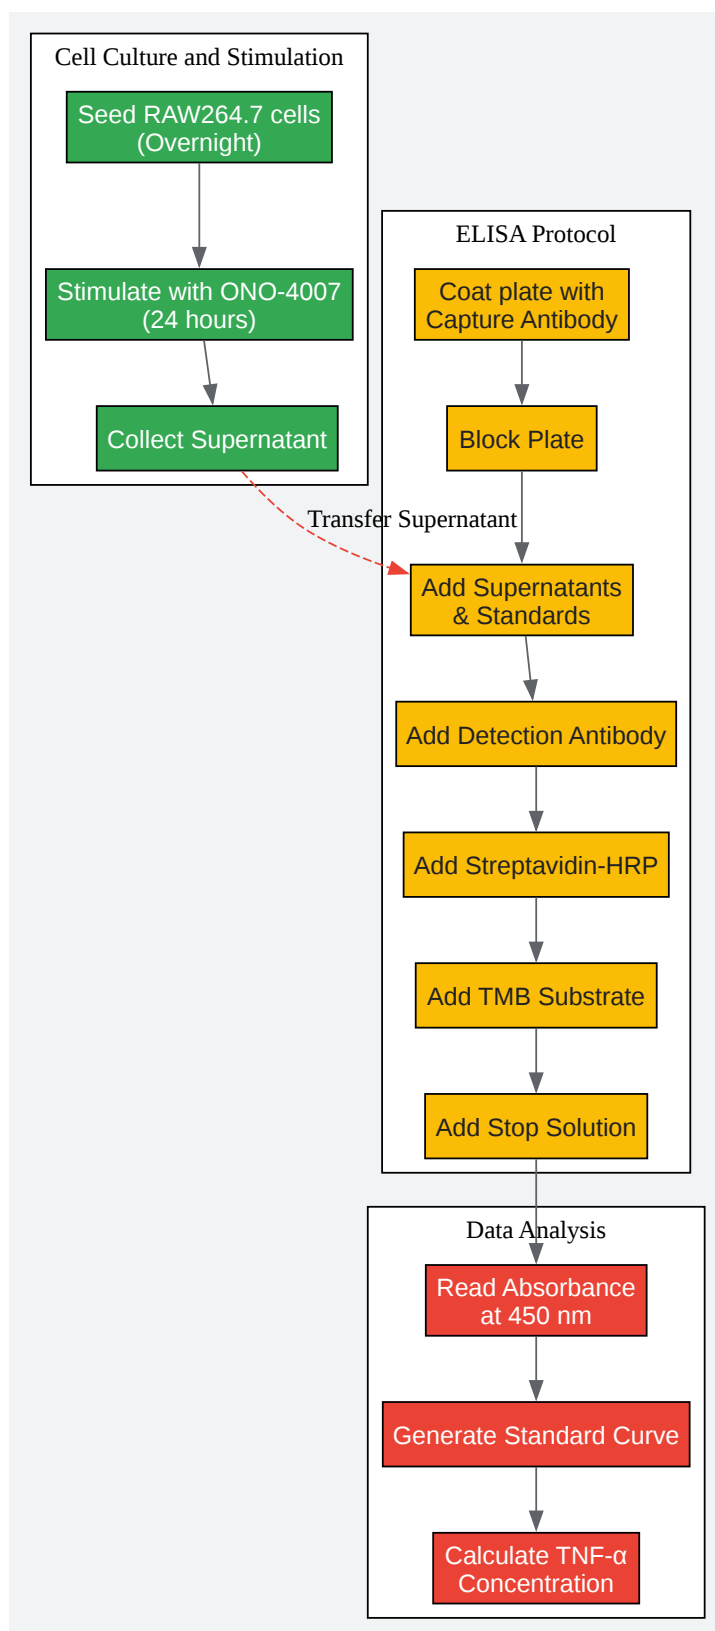 Cell Culture and Stimulation
Seed RAW264.7 cells
(Overnight)
Stimulate with ONO-4007
(24 hours)
Collect Supernatant
Transfer Supernatant
ELISA Protocol
Coat plate with
Capture Antibody
Block Plate
Add Supernatants
& Standards
Add Detection Antibody
Add Streptavidin-HRP
Add TMB Substrate
Add Stop Solution
Data Analysis
Read Absorbance
at 450 nm
Generate Standard Curve
Calculate TNF-α
Concentration